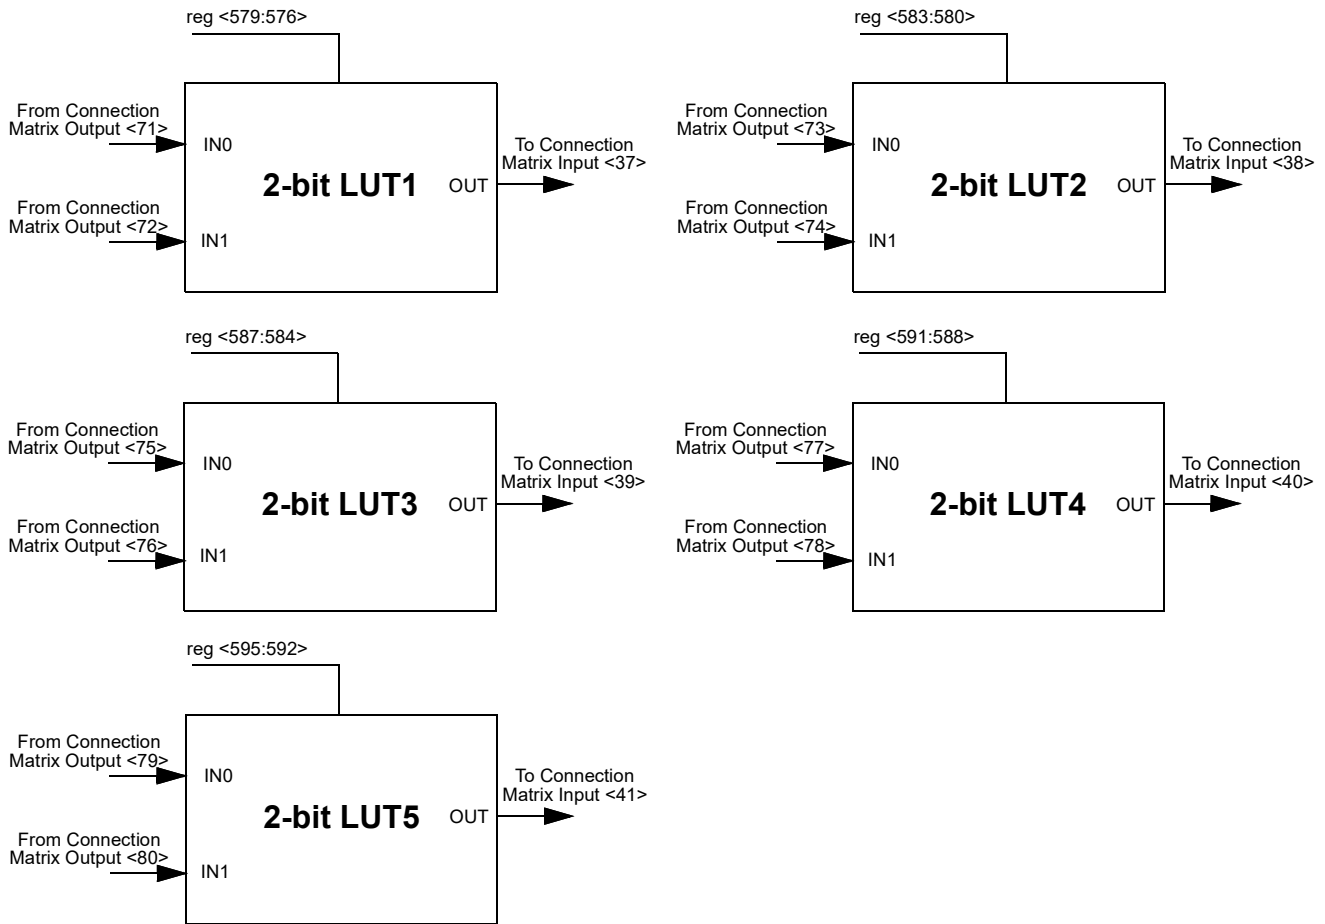 reg <579:576>
From Connection
Matrix Output <71>
IN0
From Connection
Matrix Output <72>
IN1
2-bit LUT1
OUT
To Connection
Matrix Input <37>
reg <583:580>
From Connection
Matrix Output <73>
IN0
From Connection
Matrix Output <74>
IN1
2-bit LUT2
OUT
To Connection
Matrix Input <38>
reg <587:584>
From Connection
Matrix Output <75>
IN0
From Connection
Matrix Output <76>
IN1
2-bit LUT3
OUT
To Connection
Matrix Input <39>
reg <591:588>
From Connection
Matrix Output <77>
IN0
From Connection
Matrix Output <78>
IN1
2-bit LUT4
OUT
To Connection
Matrix Input <40>
reg <595:592>
From Connection
Matrix Output <79>
IN0
From Connection
Matrix Output <80>
IN1
2-bit LUT5
OUT
To Connection
Matrix Input <41>